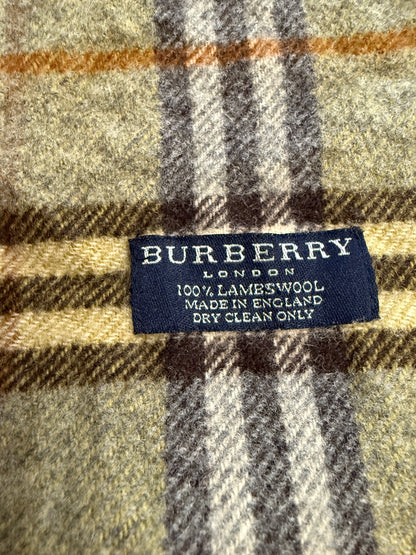 BURBERRY
LONDON
100% LAMBSWOOL
MADE IN ENGLAND
DRY CLEAN ONLY